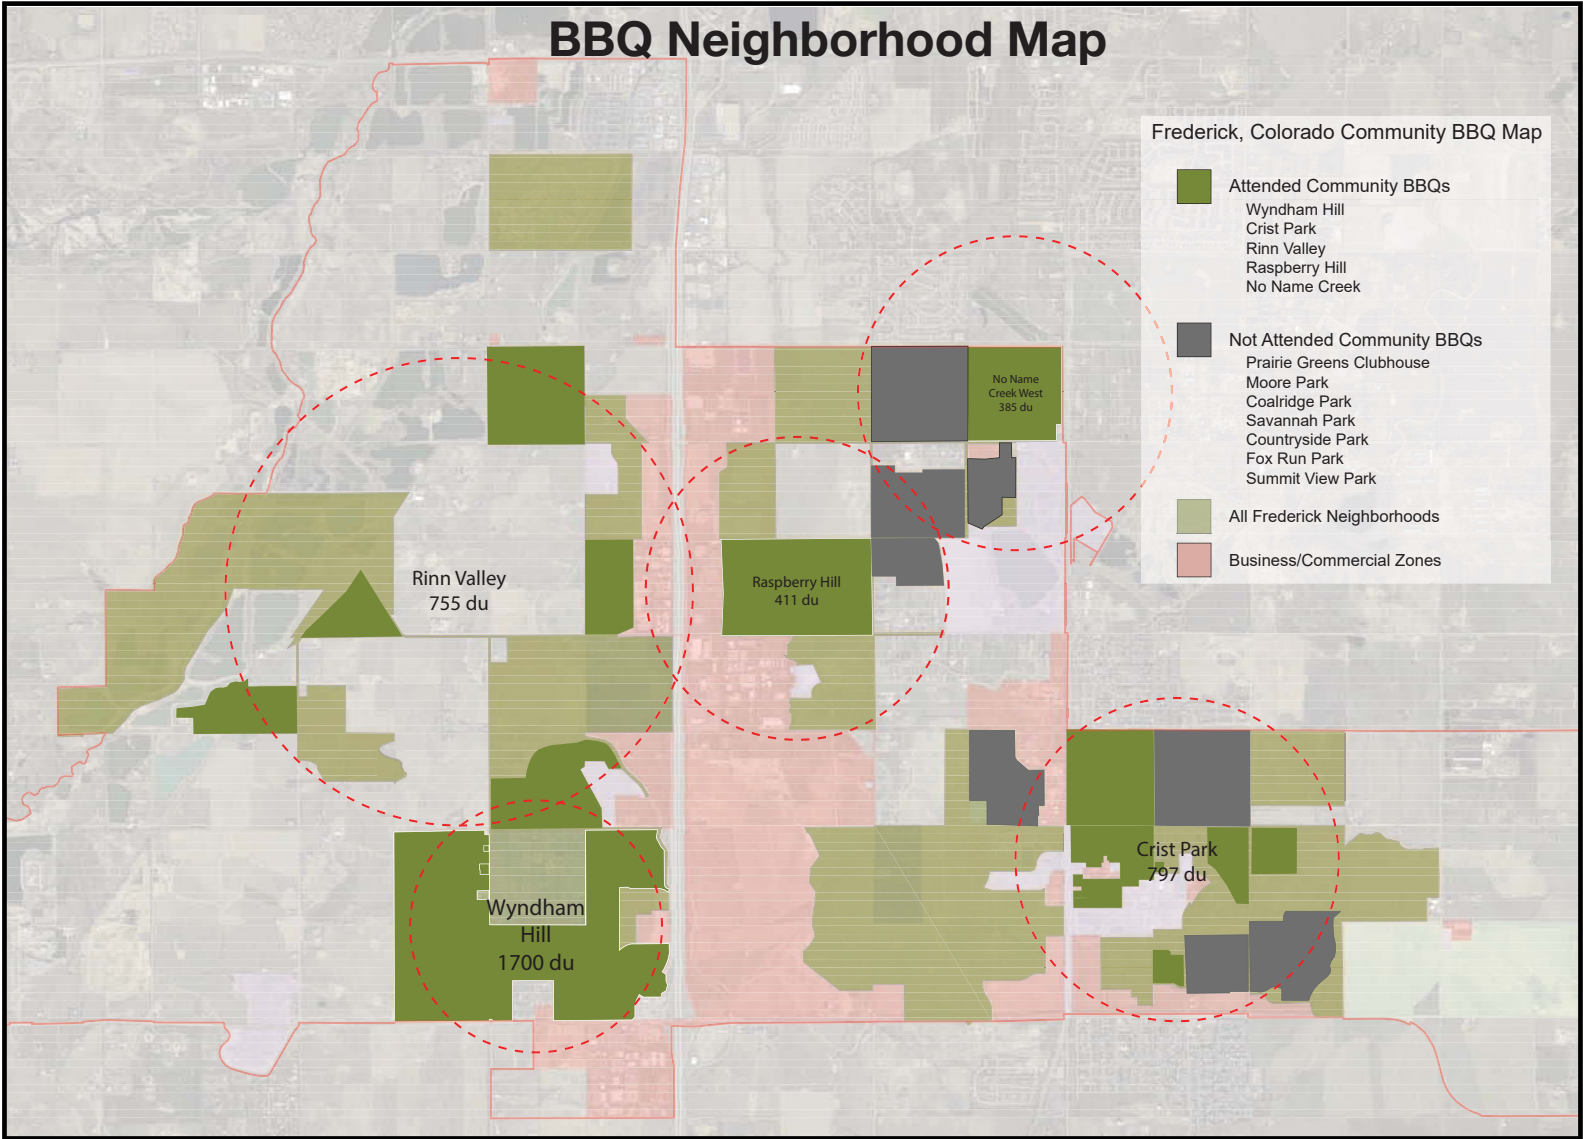 BBQ Neighborhood Map
Frederick, Colorado Community BBQ Map
Attended Community BBQs
Wyndham Hill
Crist Park
Rinn Valley
Raspberry Hill
No Name Creek
Not Attended Community BBQs
Prairie Greens Clubhouse
Moore Park
Coalridge Park
Savannah Park
Countryside Park
Fox Run Park
Summit View Park
All Frederick Neighborhoods
Business/Commercial Zones
No Name
Creek West
385 du
Rinn Valley
755 du
Raspberry Hill
411 du
Crist Park
797 du
Wyndham
Hill
1700 du